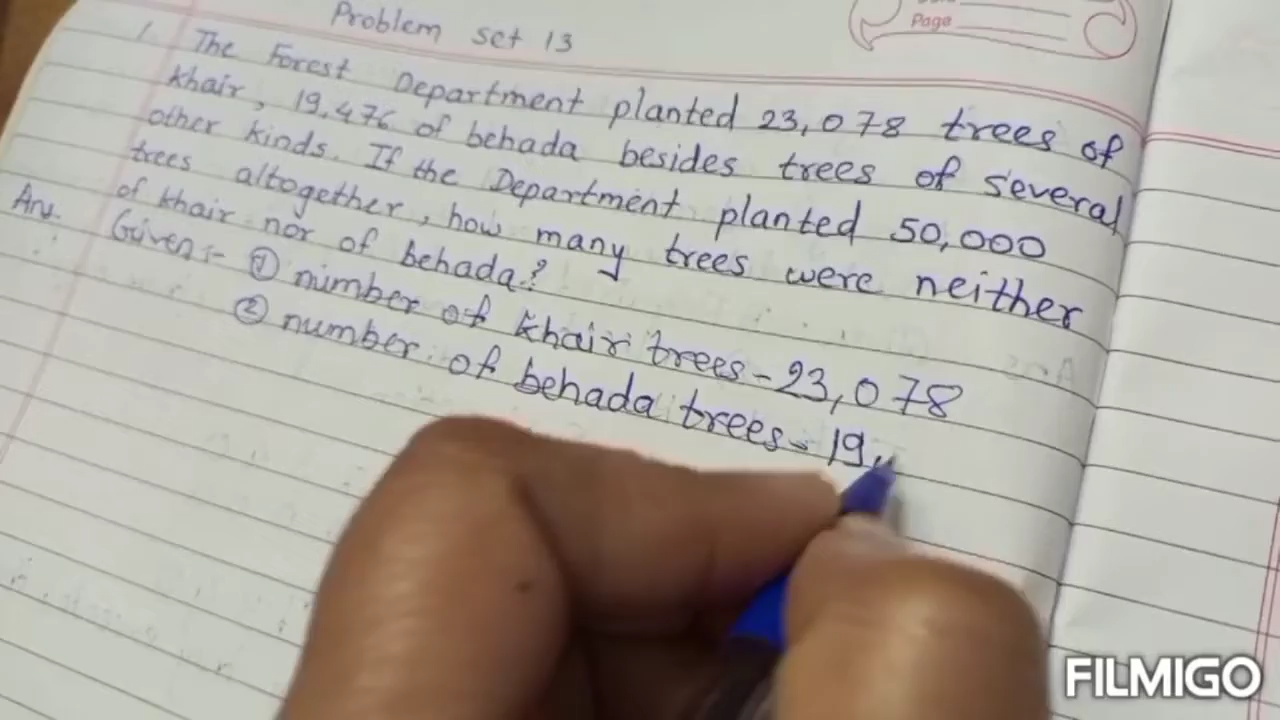 Page
Problem set 13
1. The Forest Department planted 23,078 trees of
khair, 19,476 of behada besides trees of several
other kinds. If the Department planted 50,000
trees altogether, how many trees were neither
of khair nor of behada?
Ans. Given:- ① number of khair trees - 23,078
② number of behada trees - 19,
FILMIGO